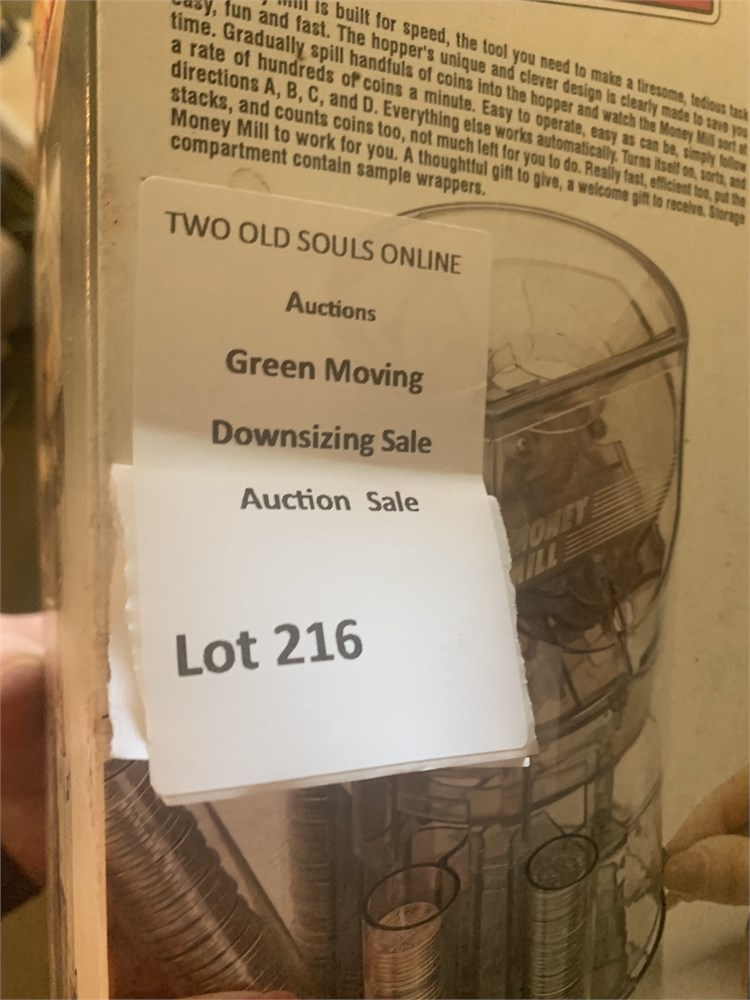 is built for speed, the tool you need to make a tiresome, tedious task
easy, fun and fast. The hopper's unique and clever design is clearly made to save you
time. Gradually spill handfuls of coins into the hopper and watch the Money Mill sort at
a rate of hundreds of coins a minute. Easy to operate, easy as can be, simply follow
directions A, B, C, and D. Everything else works automatically. Turns itself on, sorts, and
stacks, and counts coins too, not much left for you to do. Really fast, efficient too, put the
Money Mill to work for you. A thoughtful gift to give, a welcome gift to receive. Storage
compartment contain sample wrappers.
TWO OLD SOULS ONLINE
Auctions
Green Moving
Downsizing Sale
Auction Sale
Lot 216
MONEY
MILL